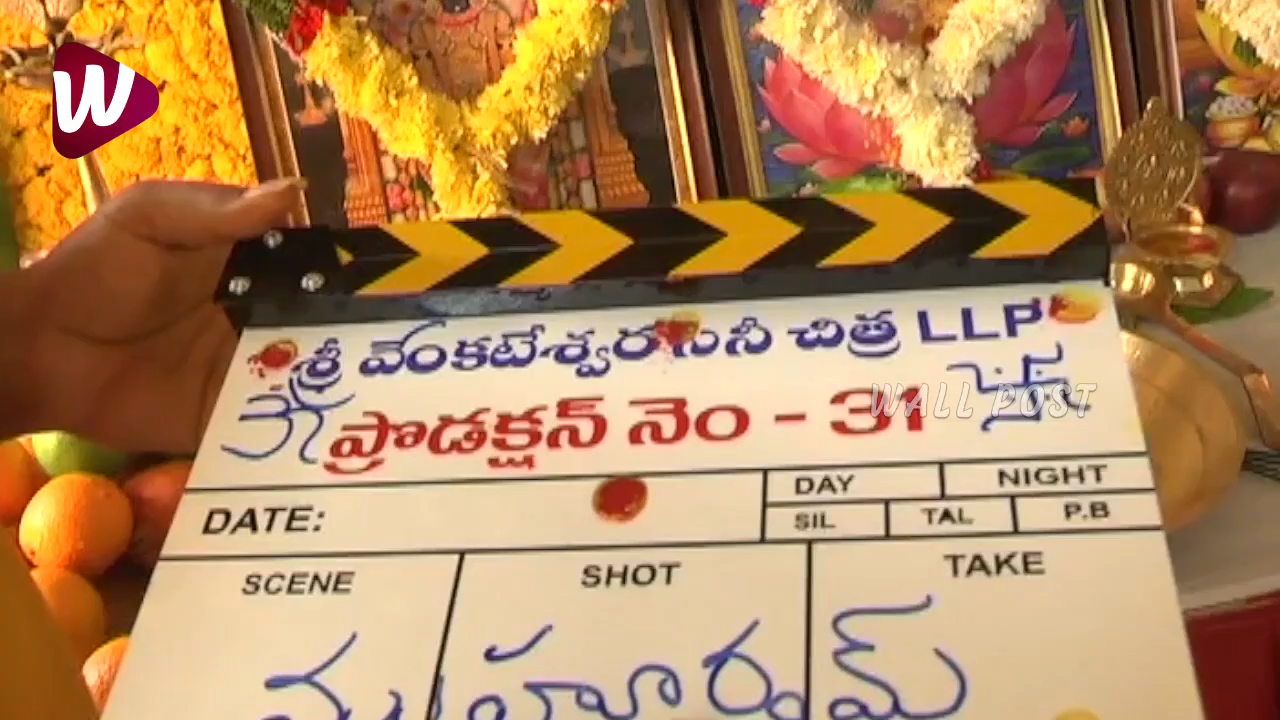 W
శ్రీ వెంకటేశ్వర సినీ చిత్ర LLP
ప్రొడక్షన్ నెం - 31
WALL POST
DAY NIGHT
DATE:
SIL TAL P.B
SCENE SHOT TAKE
ముహూర్తమ్